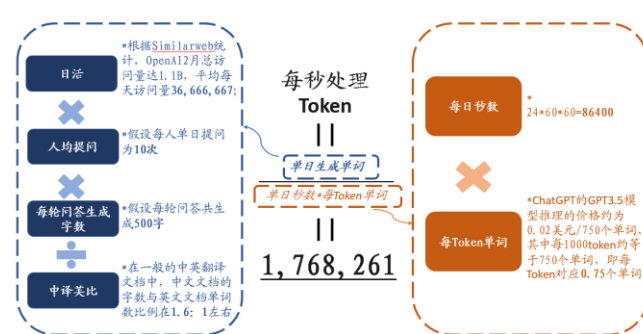 日活
*根据Similarweb统
计，OpenAI2月总访
问量达1.1B，平均每
天访问量36,666,667;
人均提问
*假设每人单日提问
为10次
每轮问答生成
字数
*假设每轮问答共生
成500字
中译英比
*在一般的中英翻译
文档中，中文文档的
字数与英文文档单词
数比例在1.6：1左右
每秒处理
Token
单日生成单词
单日秒数*每Token单词
1,768,261
每日秒数
*
24*60*60=86400
每Token单词
*ChatGPT的GPT3.5模
型推理的价格约为
0.02美元/750个单词,
其中每1000token约等
于750个单词，即每
Token对应0.75个单词